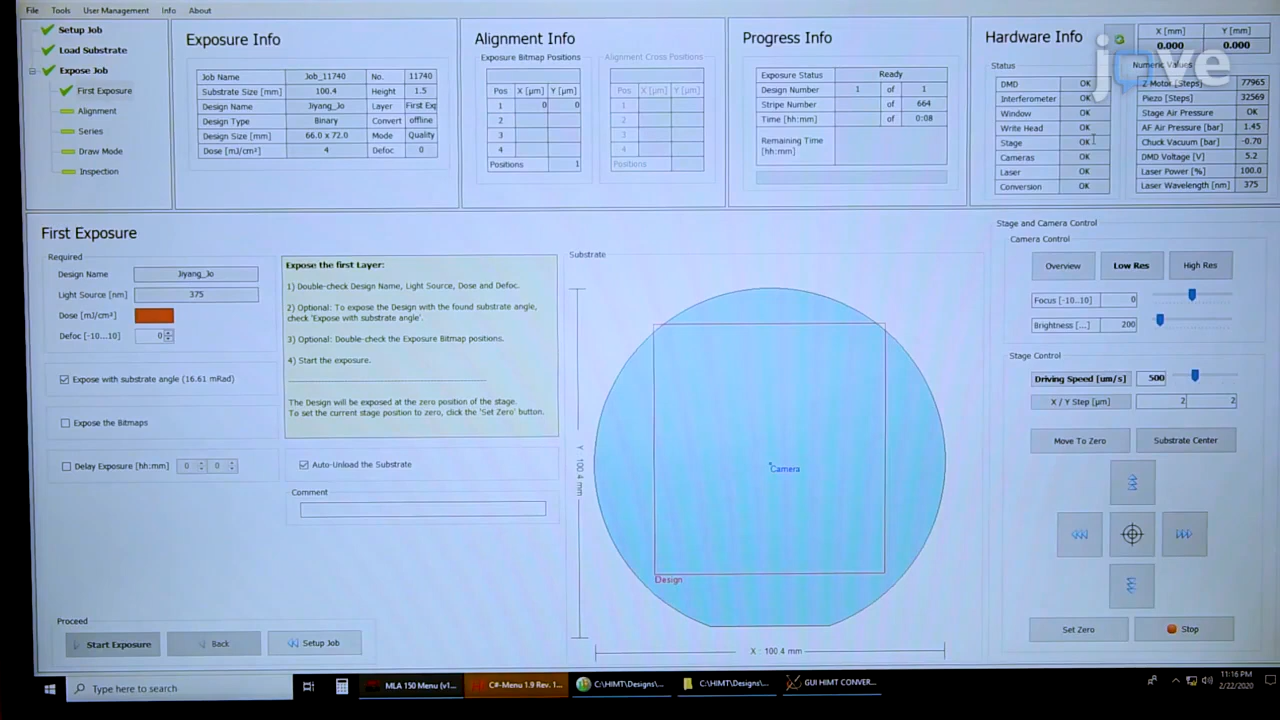 File Tools User Management Info About
Setup Job
Load Substrate
Expose Job
First Exposure
Alignment
Series
Draw Mode
Inspection
Exposure Info
Job Name Job_11740 No. 11740
Substrate Size [mm] 100.4 Height 1.5
Design Name Jiyang_Jo Layer First Exp
Design Type Binary Convert offline
Design Size [mm] 66.0 x 72.0 Mode Quality
Dose [mJ/cm²] 4 Defoc 0
Alignment Info
Exposure Bitmap Positions
Pos X [µm] Y [µm]
1 0 0
2
3
4
Positions 1
Alignment Cross Positions
Pos X [µm] Y [µm]
1
2
3
4
Positions
Progress Info
Exposure Status Ready
Design Number 1 of 1
Stripe Number of 664
Time [hh:mm] of 0:08
Remaining Time
[hh:mm]
Hardware Info
X [mm] Y [mm]
0.000 0.000
Status
DMD OK
Interferometer OK
Window OK
Write Head OK
Stage OK
Cameras OK
Laser OK
Conversion OK
Numeric Values
Z Motor [Steps] 77965
Piezo [Steps] 32569
Stage Air Pressure OK
AF Air Pressure [bar] 1.45
Chuck Vacuum [bar] -0.70
DMD Voltage [V] 5.2
Laser Power [%] 100.0
Laser Wavelength [nm] 375
jove
First Exposure
Required
Design Name Jiyang_Jo
Light Source [nm] 375
Dose [mJ/cm²]
Defoc [-10...10] 0
Expose with substrate angle (16.61 mRad)
Expose the Bitmaps
Delay Exposure [hh:mm] 0 : 0 :
Expose the first Layer:
1) Double-check Design Name, Light Source, Dose and Defoc.
2) Optional: To expose the Design with the found substrate angle,
check 'Expose with substrate angle'.
3) Optional: Double-check the Exposure Bitmap positions.
4) Start the exposure.
The Design will be exposed at the zero position of the stage.
To set the current stage position to zero, click the 'Set Zero' button.
Auto-Unload the Substrate
Comment
Proceed
Start Exposure Back Setup Job
Substrate
Y : 100.4 mm
Camera
Design
X : 100.4 mm
Stage and Camera Control
Camera Control
Overview Low Res High Res
Focus [-10..10] 0
Brightness [...] 200
Stage Control
Driving Speed [um/s] 500
X / Y Step [µm] 2 2
Move To Zero Substrate Center
Set Zero Stop
Type here to search
MLA 150 Menu (v1...
C#-Menu 1.9 Rev. 1...
C:\HIMT\Designs\...
C:\HIMT\Designs\...
GUI HIMT CONVER...
11:16 PM
2/22/2020